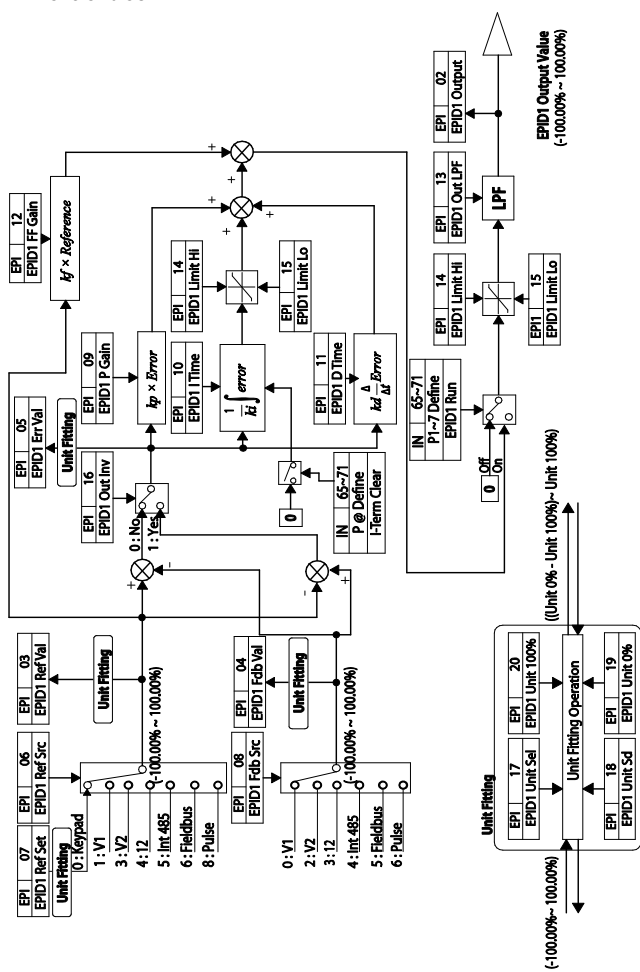 EPI 07
EPID1 Ref Set
Unit Fitting
EPI 06
EPID1 Ref Src
EPI 03
EPID1 Ref Val
Unit Fitting
0 : Keypad
1 : V1
3 : V2
4 : 12
5 : Int 485
6 : Fieldbus
8 : Pulse
(-100.00% ~ 100.00%)
EPI 08
EPID1 Fdb Src
EPI 04
EPID1 Fdb Val
Unit Fitting
0 : V1
2 : V2
3 : 12
4 : Int 485
5 : Fieldbus
6 : Pulse
(-100.00% ~ 100.00%)
+
-
-
+
0 : No
1 : Yes
EPI 16
EPID1 Out Inv
EPI 05
EPID1 Err Val
Unit Fitting
EPI 12
EPID1 FF Gain
kf × Reference
EPI 09
EPID1 P Gain
kp × Error
EPI 10
EPID1 I Time
1/ki ∫ error
EPI 14
EPID1 Limit Hi
EPI 15
EPID1 Limit Lo
EPI 11
EPID1 D Time
kd Δ/Δt Error
0
IN 65~71
P @ Define
I-Term Clear
+
+
+
+
+
IN 65~71
P1~7 Define
EPID1 Run
0
Off
On
EPI 14
EPID1 Limit Hi
EPI1 15
EPID1 Limit Lo
EPI 13
EPID1 Out LPF
LPF
EPI 02
EPID1 Output
EPID1 Output Value
(-100.00% ~ 100.00%)
Unit Fitting
(-100.00%~ 100.00%)
EPI 17
EPID1 Unit Sel
EPI 20
EPID1 Unit 100%
Unit Fitting Operation
EPI 18
EPID1 Unit Sd
EPI 19
EPID1 Unit 0%
((Unit 0% - Unit 100%)~ Unit 100%)